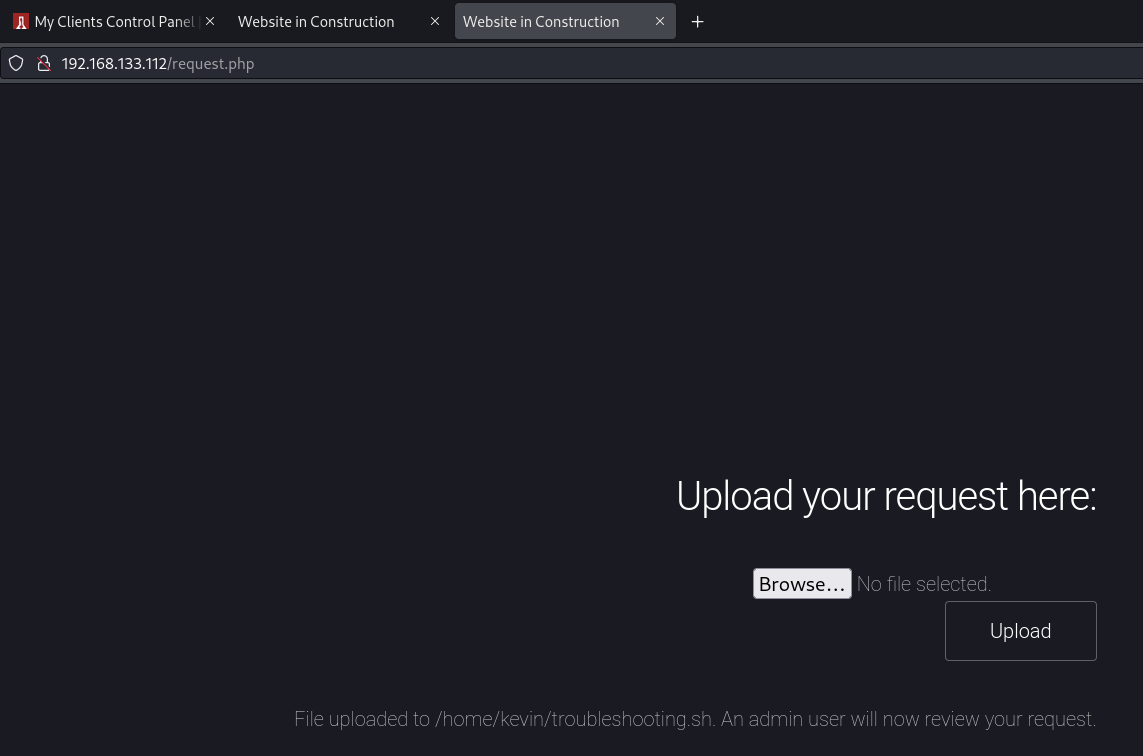 My Clients Control Panel
Website in Construction
Website in Construction
192.168.133.112/request.php
Upload your request here:
Browse... No file selected.
Upload
File uploaded to /home/kevin/troubleshooting.sh. An admin user will now review your request.